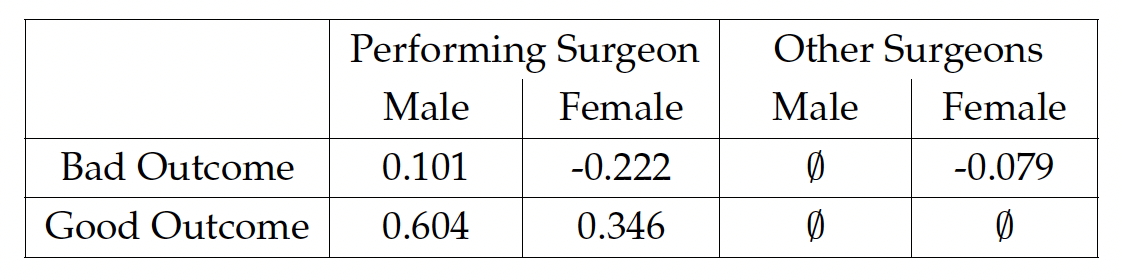 Performing Surgeon Other Surgeons
Male Female Male Female
Bad Outcome 0.101 -0.222 ∅ -0.079
Good Outcome 0.604 0.346 ∅ ∅